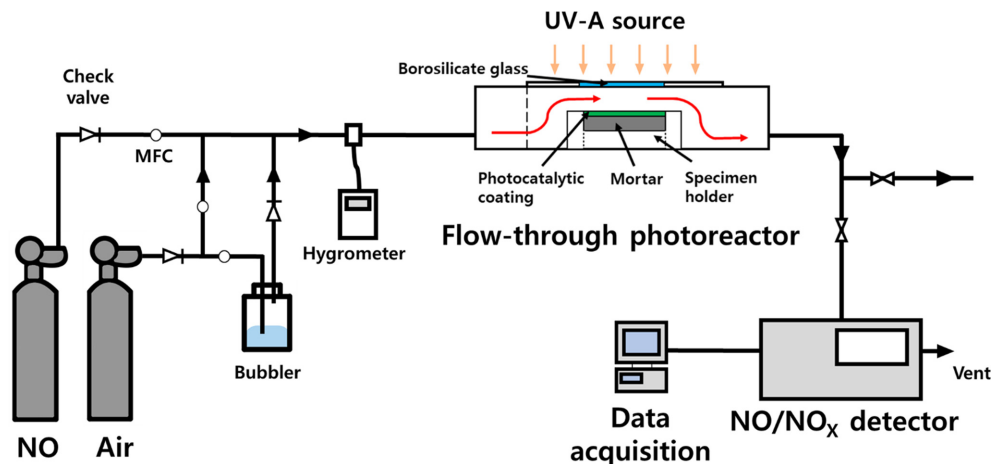 UV-A source
Borosilicate glass
Check
valve
MFC
Photocatalytic
coating
Mortar
Specimen
holder
Hygrometer
Flow-through photoreactor
Bubbler
Vent
NO
Air
Data
acquisition
NO/NOX detector